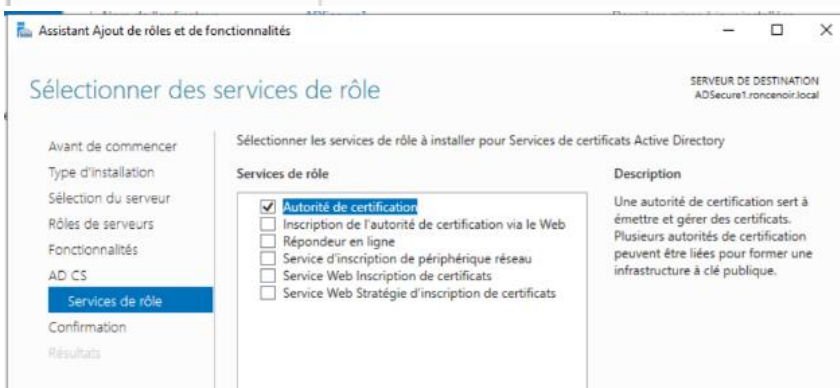 Assistant Ajout de rôles et de fonctionnalités
Sélectionner des services de rôle
SERVEUR DE DESTINATION
ADSecure1.roncenoir.local
Avant de commencer
Type d'installation
Sélection du serveur
Rôles de serveurs
Fonctionnalités
AD CS
Services de rôle
Confirmation
Résultats
Sélectionner les services de rôle à installer pour Services de certificats Active Directory
Services de rôle
Autorité de certification
Inscription de l'autorité de certification via le Web
Répondeur en ligne
Service d'inscription de périphérique réseau
Service Web Inscription de certificats
Service Web Stratégie d'inscription de certificats
Description
Une autorité de certification sert à
émettre et gérer des certificats.
Plusieurs autorités de certification
peuvent être liées pour former une
infrastructure à clé publique.